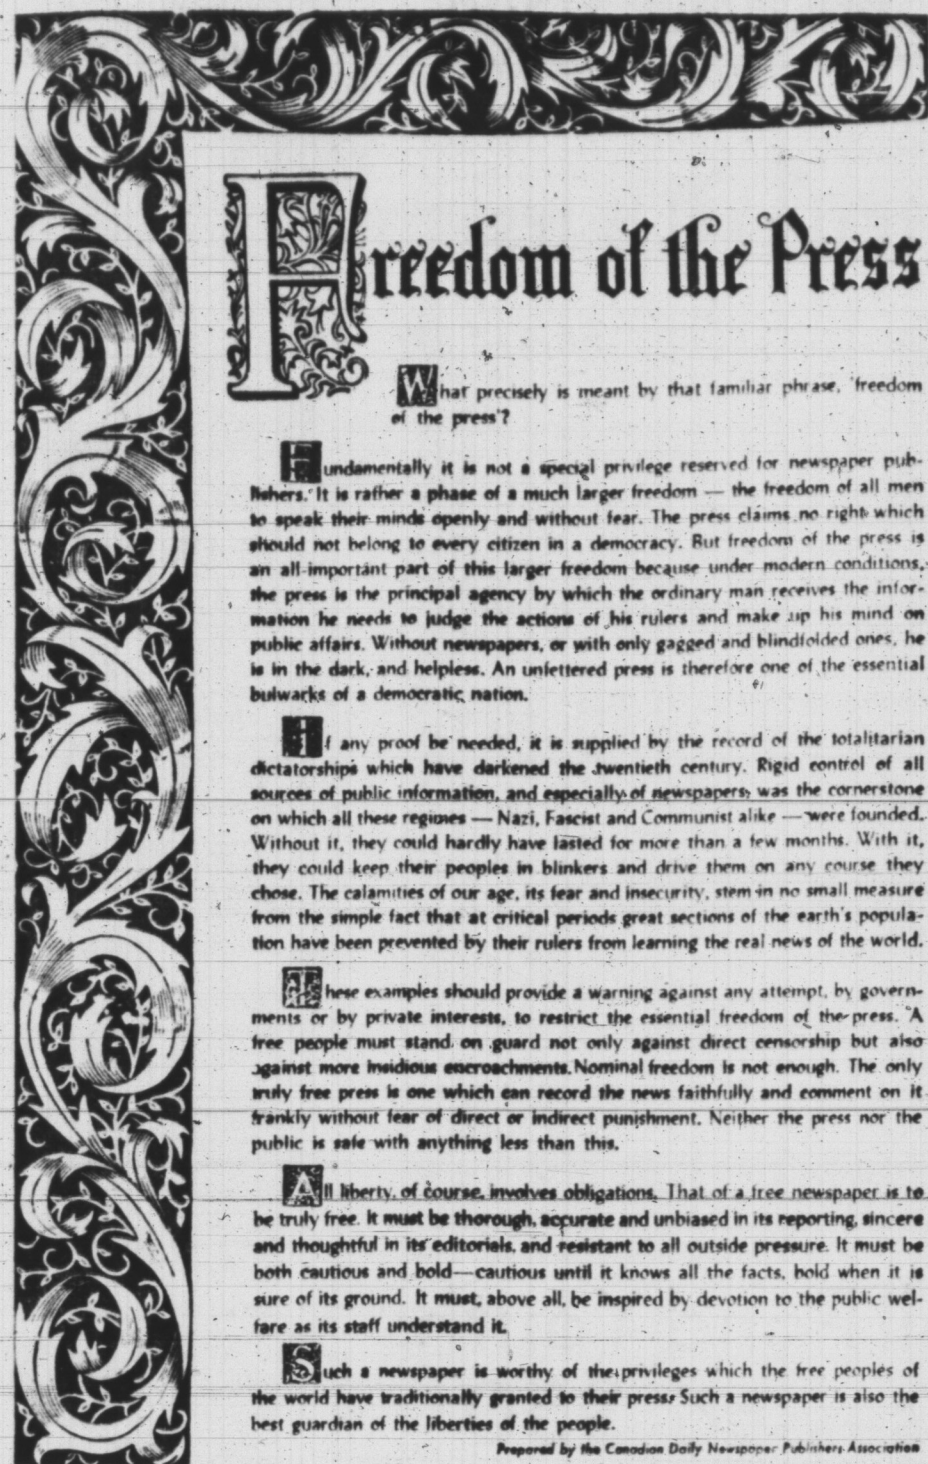 Freedom of the Press
What precisely is meant by that familiar phrase, 'freedom
of the press'?
Fundamentally it is not a special privilege reserved for newspaper pub-
lishers. It is rather a phase of a much larger freedom — the freedom of all men
to speak their minds openly and without fear. The press claims no right which
should not belong to every citizen in a democracy. But freedom of the press is
an all-important part of this larger freedom because under modern conditions,
the press is the principal agency by which the ordinary man receives the infor-
mation he needs to judge the actions of his rulers and make up his mind on
public affairs. Without newspapers, or with only gagged and blindfolded ones, he
is in the dark, and helpless. An unfettered press is therefore one of the essential
bulwarks of a democratic nation.
If any proof be needed, it is supplied by the record of the totalitarian
dictatorships which have darkened the twentieth century. Rigid control of all
sources of public information, and especially of newspapers, was the cornerstone
on which all these regimes — Nazi, Fascist and Communist alike — were founded.
Without it, they could hardly have lasted for more than a few months. With it,
they could keep their peoples in blinkers and drive them on any course they
chose. The calamities of our age, its fear and insecurity, stem in no small measure
from the simple fact that at critical periods great sections of the earth's popula-
tion have been prevented by their rulers from learning the real news of the world.
These examples should provide a warning against any attempt, by govern-
ments or by private interests, to restrict the essential freedom of the press. A
free people must stand on guard not only against direct censorship but also
against more insidious encroachments. Nominal freedom is not enough. The only
truly free press is one which can record the news faithfully and comment on it
frankly without fear of direct or indirect punishment. Neither the press nor the
public is safe with anything less than this.
All liberty, of course, involves obligations. That of a free newspaper is to
be truly free. It must be thorough, accurate and unbiased in its reporting, sincere
and thoughtful in its editorials, and resistant to all outside pressure. It must be
both cautious and bold—cautious until it knows all the facts, bold when it is
sure of its ground. It must, above all, be inspired by devotion to the public wel-
fare as its staff understand it.
Such a newspaper is worthy of the privileges which the free peoples of
the world have traditionally granted to their press. Such a newspaper is also the
best guardian of the liberties of the people.
Prepared by the Canadian Daily Newspaper Publishers Association